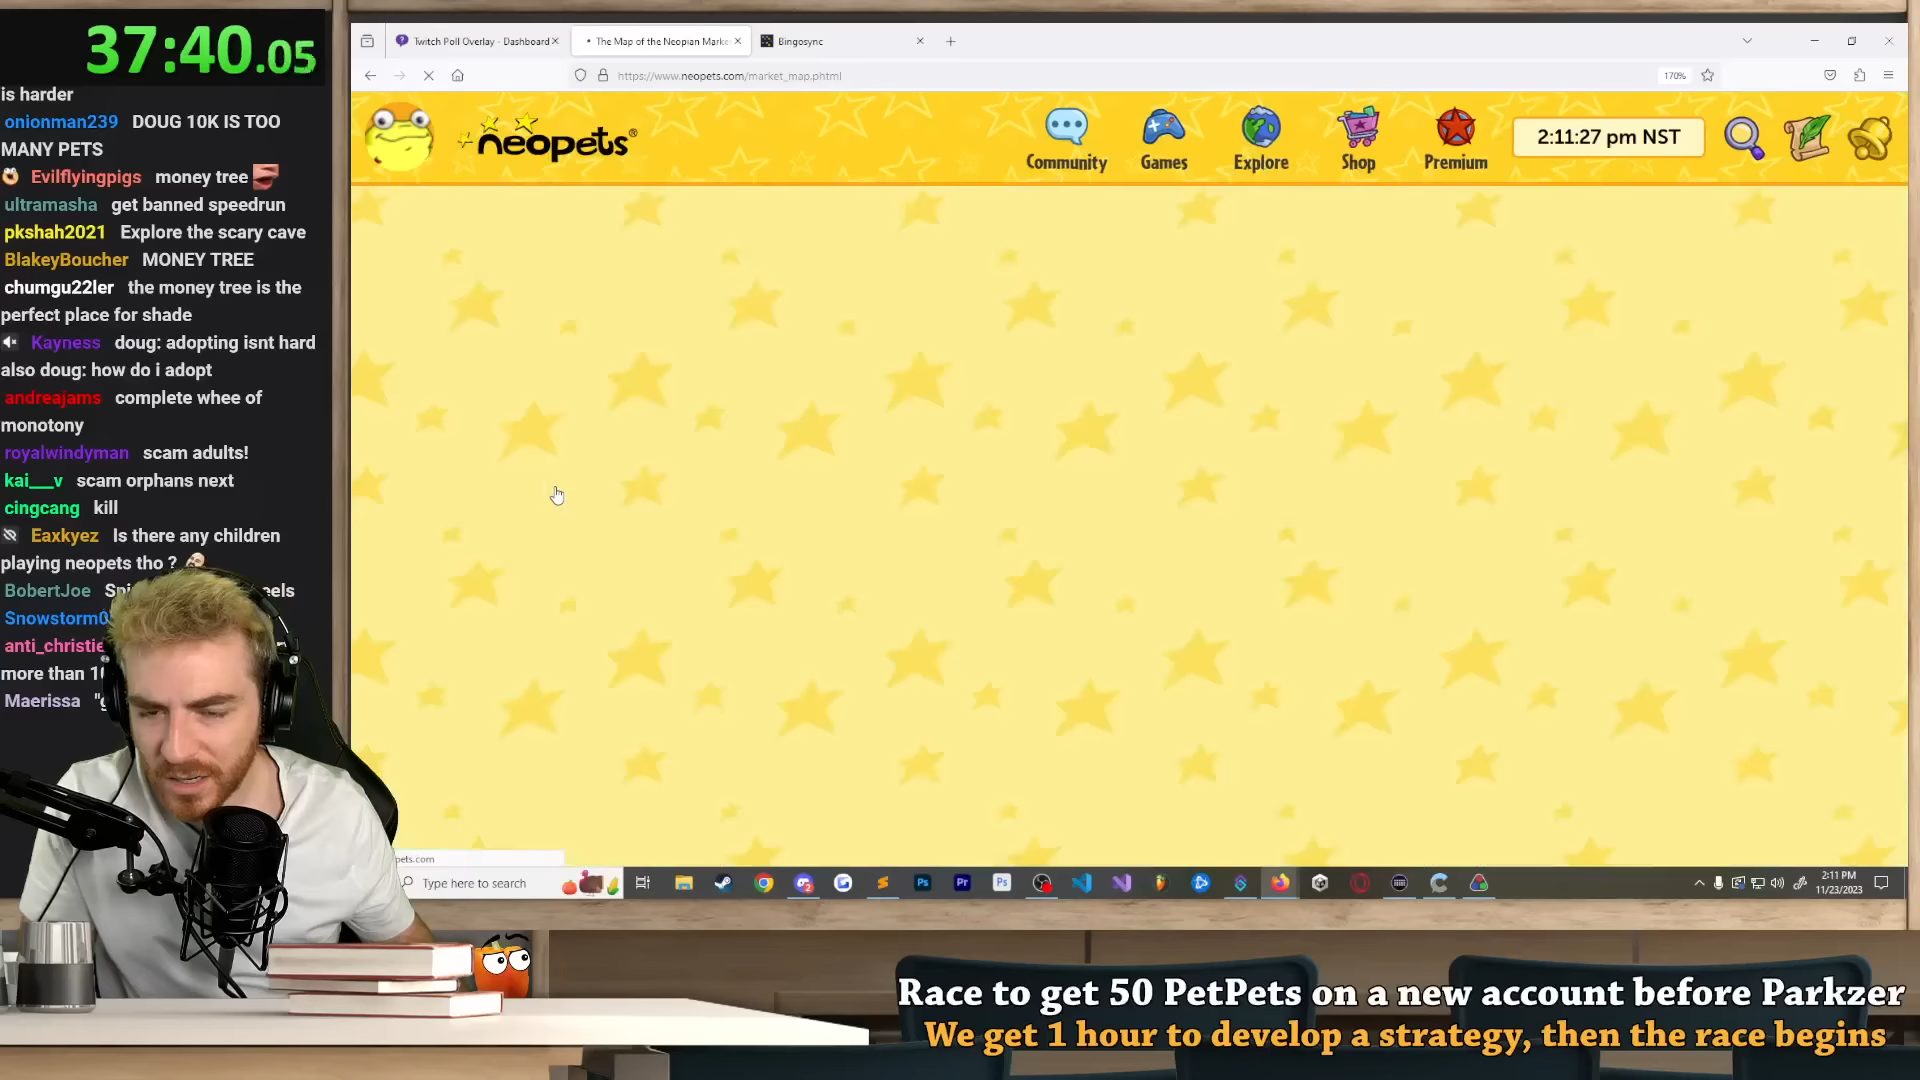 37:40.05
is harder
onionman239 DOUG 10K IS TOO
MANY PETS
Evilflyingpigs money tree
ultramasha get banned speedrun
pkshah2021 Explore the scary cave
BlakeyBoucher MONEY TREE
chumgu22ler the money tree is the
perfect place for shade
Kayness doug: adopting isnt hard
also doug: how do i adopt
andreajams complete whee of
monotony
royalwindyman scam adults!
kai___v scam orphans next
cingcang kill
Eaxkyez Is there any children
playing neopets tho ?
BobertJoe
anti_christie
more than
Maerissa
Twitch Poll Overlay - Dashboard
The Map of the Neopian Marke
Bingosync
https://www.neopets.com/market_map.phtml
170%
neopets®
Community
Games
Explore
Shop
Premium
2:11:27 pm NST
pets.com
Type here to search
2:11 PM
11/23/2023
Race to get 50 PetPets on a new account before Parkzer
We get 1 hour to develop a strategy, then the race begins